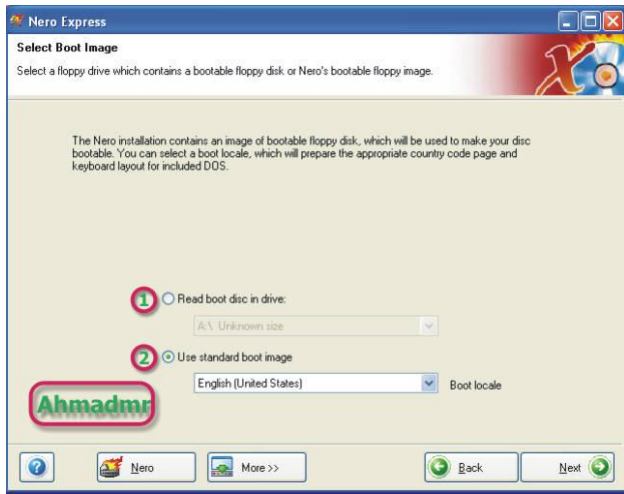 Nero Express
Select Boot Image
Select a floppy drive which contains a bootable floppy disk or Nero's bootable floppy image.
The Nero installation contains an image of bootable floppy disk, which will be used to make your disc
bootable. You can select a boot locale, which will prepare the appropriate country code page and
keyboard layout for included DOS.
1 Read boot disc in drive:
A:\ Unknown size
2 Use standard boot image
English (United States) Boot locale
Ahmadmr
? Nero More >> Back Next